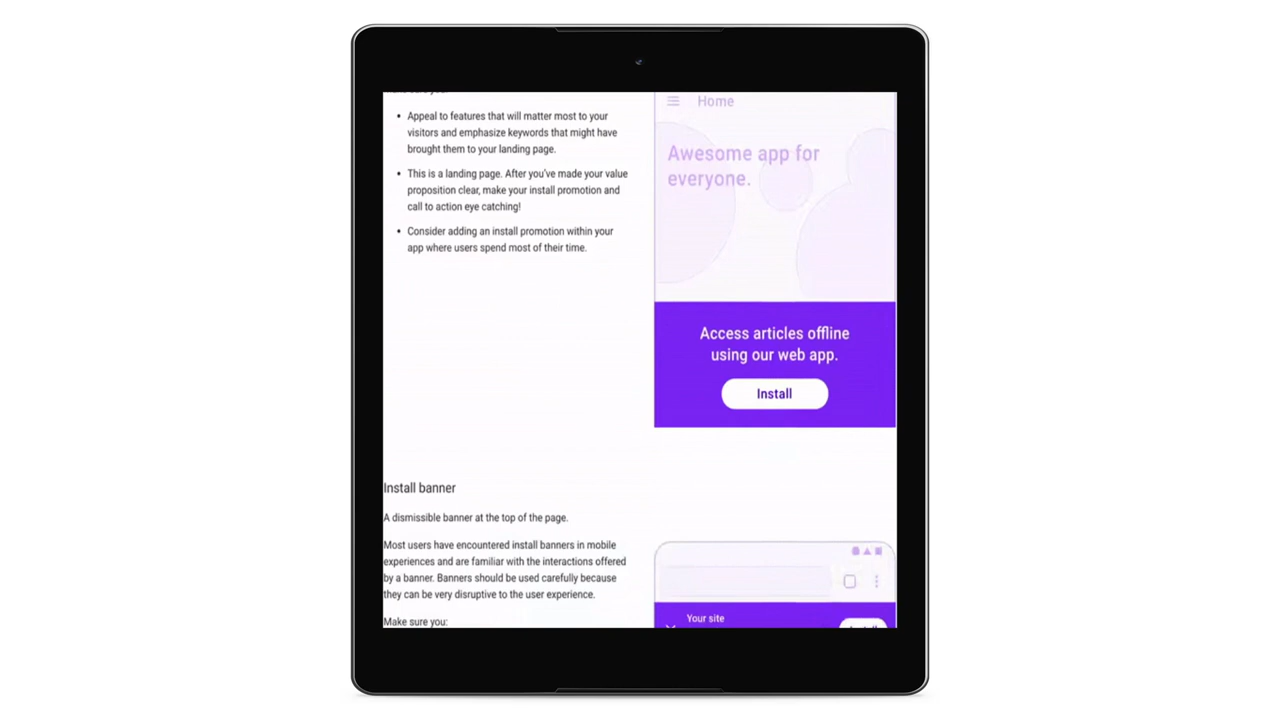 • Appeal to features that will matter most to your
visitors and emphasize keywords that might have
brought them to your landing page.
• This is a landing page. After you've made your value
proposition clear, make your install promotion and
call to action eye catching!
• Consider adding an install promotion within your
app where users spend most of their time.
Home
Awesome app for
everyone.
Access articles offline
using our web app.
Install
Install banner
A dismissible banner at the top of the page.
Most users have encountered install banners in mobile
experiences and are familiar with the interactions offered
by a banner. Banners should be used carefully because
they can be very disruptive to the user experience.
Make sure you:
Your site